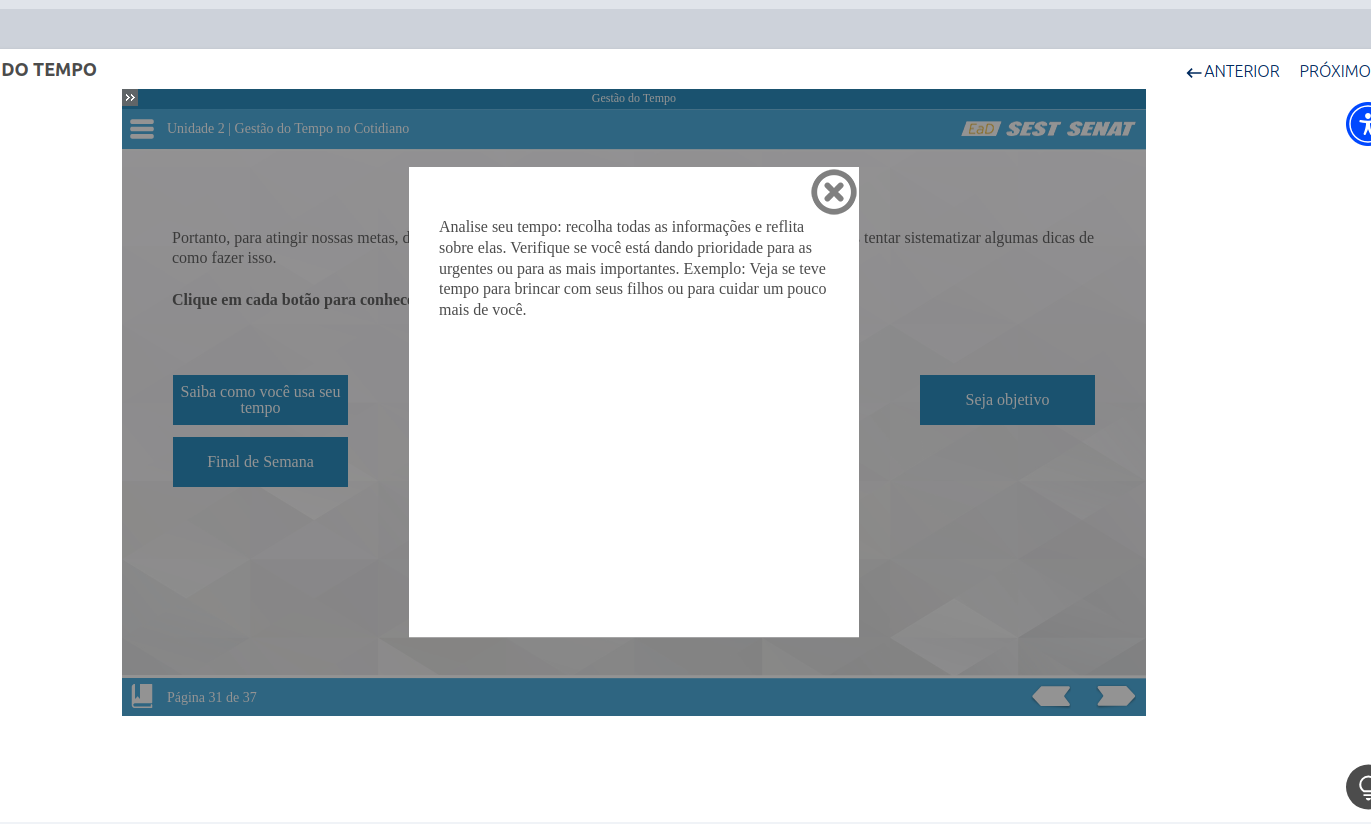 DO TEMPO
ANTERIOR PRÓXIMO
Gestão do Tempo
Unidade 2 | Gestão do Tempo no Cotidiano
EaD SEST SENAT
Analise seu tempo: recolha todas as informações e reflita
sobre elas. Verifique se você está dando prioridade para as
urgentes ou para as mais importantes. Exemplo: Veja se teve
tempo para brincar com seus filhos ou para cuidar um pouco
mais de você.
Portanto, para atingir nossas metas, d
tentar sistematizar algumas dicas de
como fazer isso.
Clique em cada botão para conhec
Saiba como você usa seu
tempo
Seja objetivo
Final de Semana
Página 31 de 37